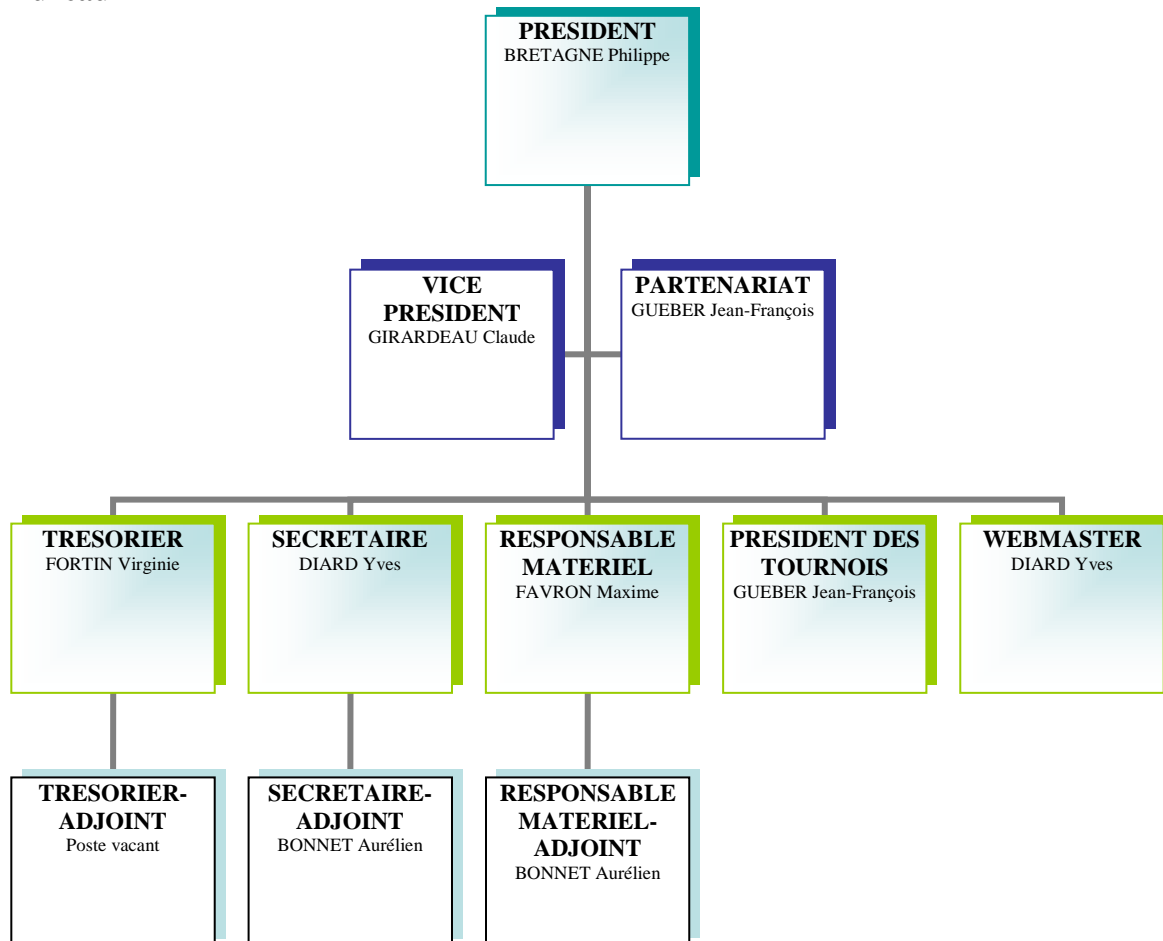 PRESIDENT
BRETAGNE Philippe
VICE
PRESIDENT
GIRARDEAU Claude
PARTENARIAT
GUEBER Jean-François
TRESORIER
FORTIN Virginie
SECRETAIRE
DIARD Yves
RESPONSABLE
MATERIEL
FAVRON Maxime
PRESIDENT DES
TOURNOIS
GUEBER Jean-François
WEBMASTER
DIARD Yves
TRESORIER-
ADJOINT
Poste vacant
SECRETAIRE-
ADJOINT
BONNET Aurélien
RESPONSABLE
MATERIEL-
ADJOINT
BONNET Aurélien